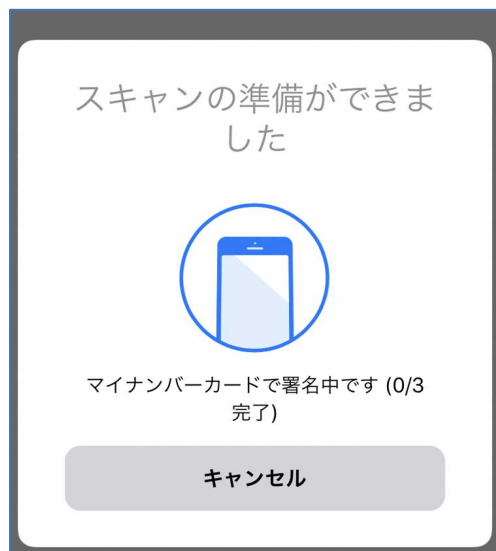 スキャンの準備ができま
した
マイナンバーカードで署名中です (0/3
完了)
キャンセル